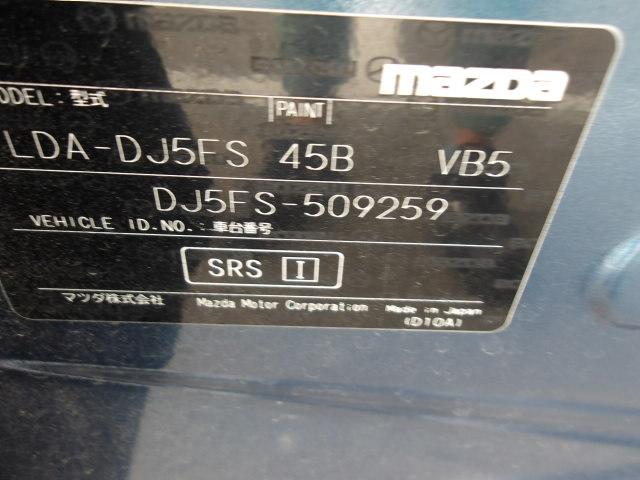 mazda
MODEL：型式 PAINT
LDA-DJ5FS 45B VB5
DJ5FS-509259
VEHICLE ID.NO.：車台番号
SRS I
マツダ株式会社 Mazda Motor Corporation Made in Japan
(D10A)